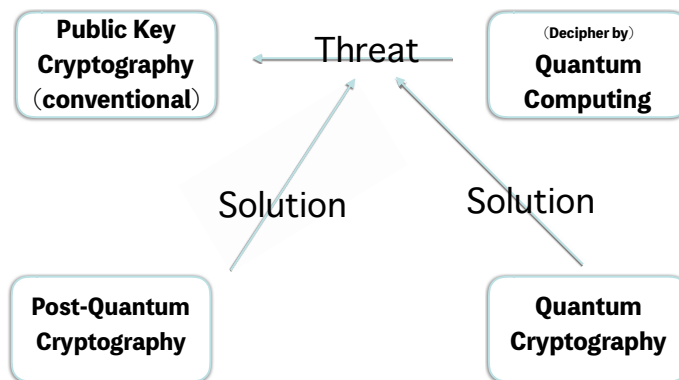 Public Key
Cryptography
（conventional）
Threat
（Decipher by）
Quantum
Computing
Solution
Solution
Post-Quantum
Cryptography
Quantum
Cryptography